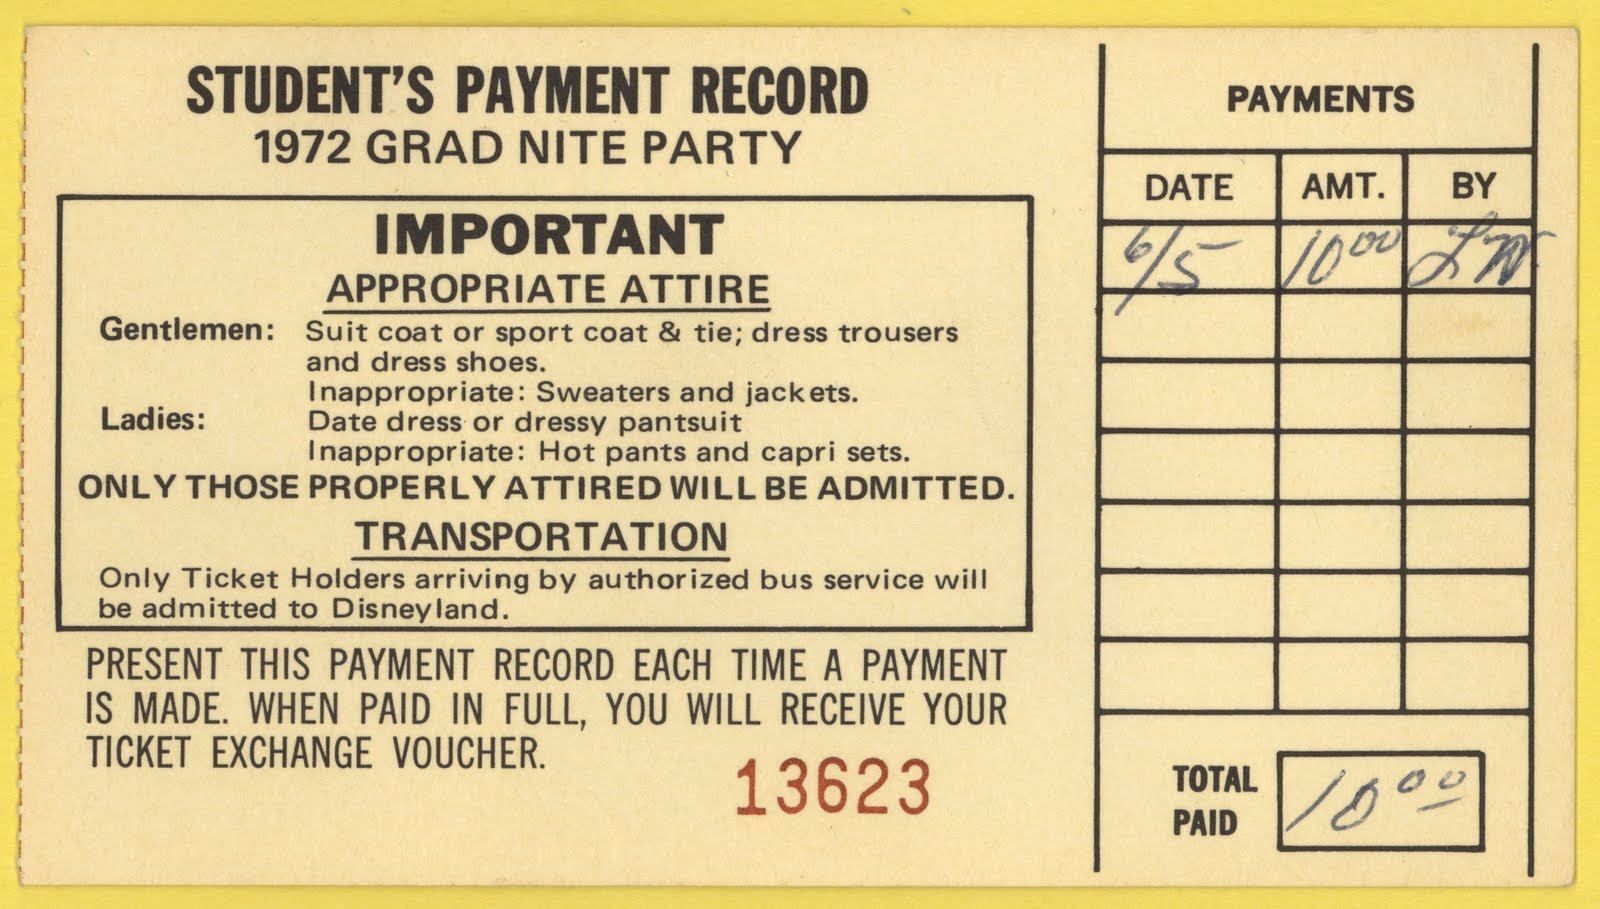 STUDENT'S PAYMENT RECORD
1972 GRAD NITE PARTY
IMPORTANT
APPROPRIATE ATTIRE
Gentlemen: Suit coat or sport coat & tie; dress trousers
and dress shoes.
Inappropriate: Sweaters and jackets.
Ladies: Date dress or dressy pantsuit
Inappropriate: Hot pants and capri sets.
ONLY THOSE PROPERLY ATTIRED WILL BE ADMITTED.
TRANSPORTATION
Only Ticket Holders arriving by authorized bus service will
be admitted to Disneyland.
PRESENT THIS PAYMENT RECORD EACH TIME A PAYMENT
IS MADE. WHEN PAID IN FULL, YOU WILL RECEIVE YOUR
TICKET EXCHANGE VOUCHER.
13623
PAYMENTS
DATE AMT. BY
6/5 10 00
TOTAL
PAID
10 00